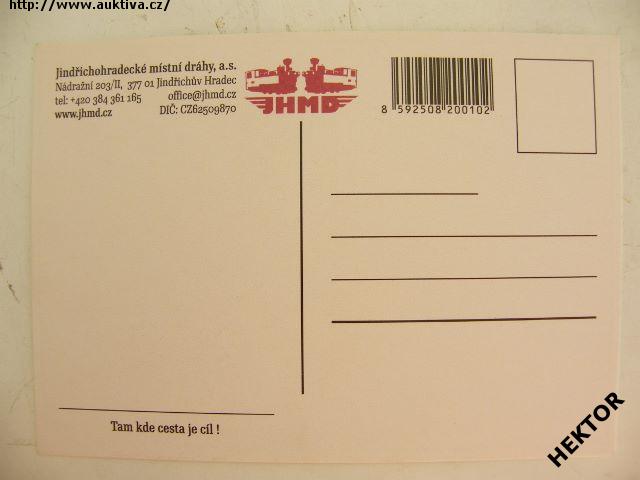 http://www.auktiva.cz/
Jindřichohradecké místní dráhy, a.s.
Nádražní 203/II, 377 01 Jindřichův Hradec
tel: +420 384 361 165 office@jhmd.cz
www.jhmd.cz DIČ: CZ62509870
JHMD
8 592508 200102
Tam kde cesta je cíl !
HEKTOR